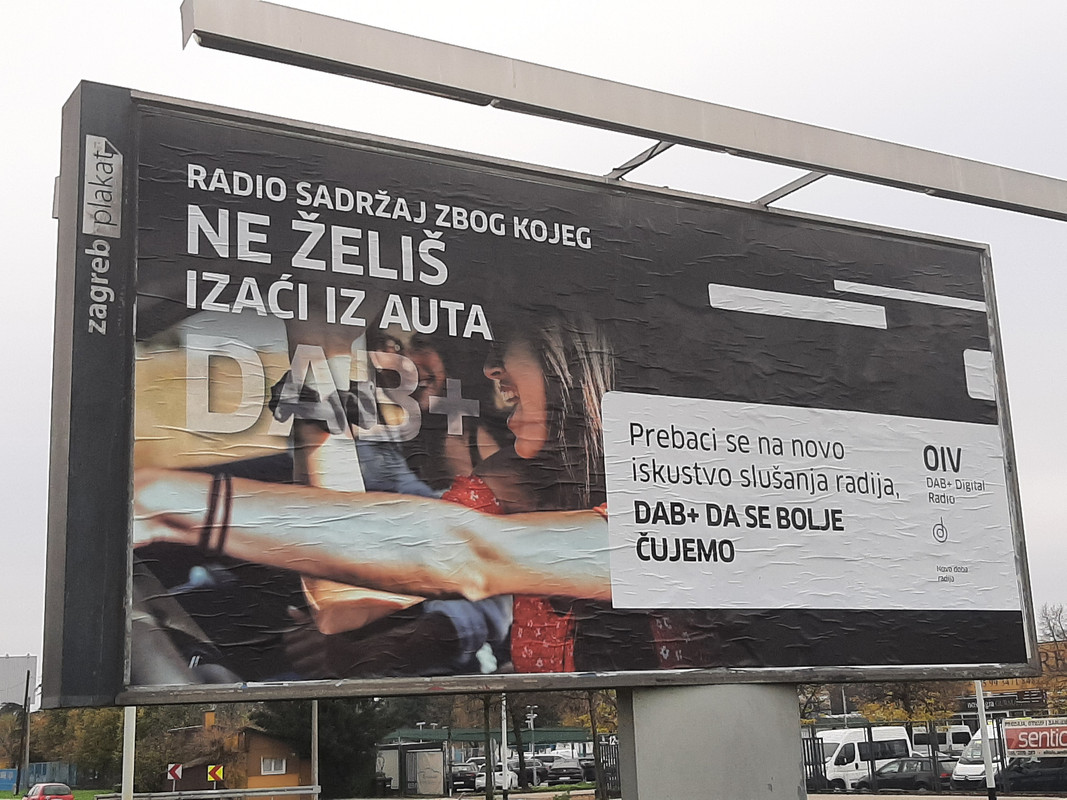 zagreb plakat
RADIO SADRŽAJ ZBOG KOJEG
NE ŽELIŠ
IZAĆI IZ AUTA
DAB+
Prebaci se na novo
iskustvo slušanja radija,
DAB+ DA SE BOLJE
ČUJEMO
OIV
DAB+ Digital
Radio
Novo doba
radija
sentic